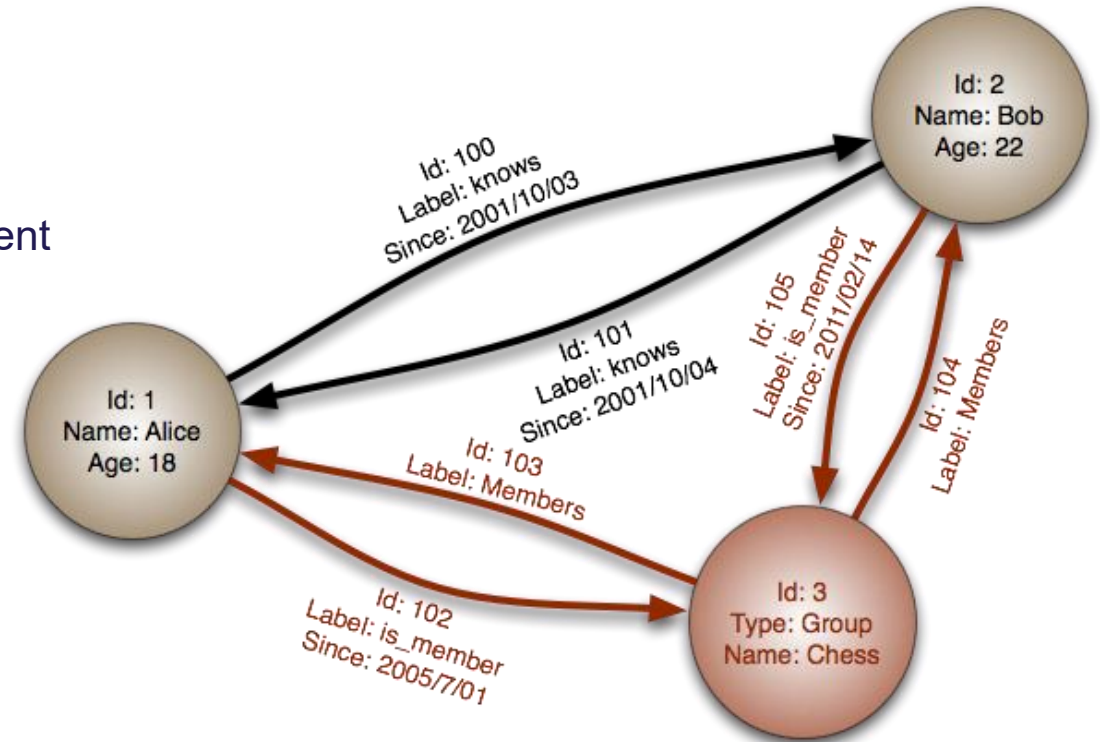 Id: 2
Name: Bob
Age: 22
Id: 100
Label: knows
Since: 2001/10/03
ent
Id: 101
Label: knows
Since: 2001/10/04
Id: 105
Label: is_member
Since: 2011/02/14
Id: 104
Label: Members
Id: 1
Name: Alice
Age: 18
Id: 103
Label: Members
Id: 102
Label: is_member
Since: 2005/7/01
Id: 3
Type: Group
Name: Chess